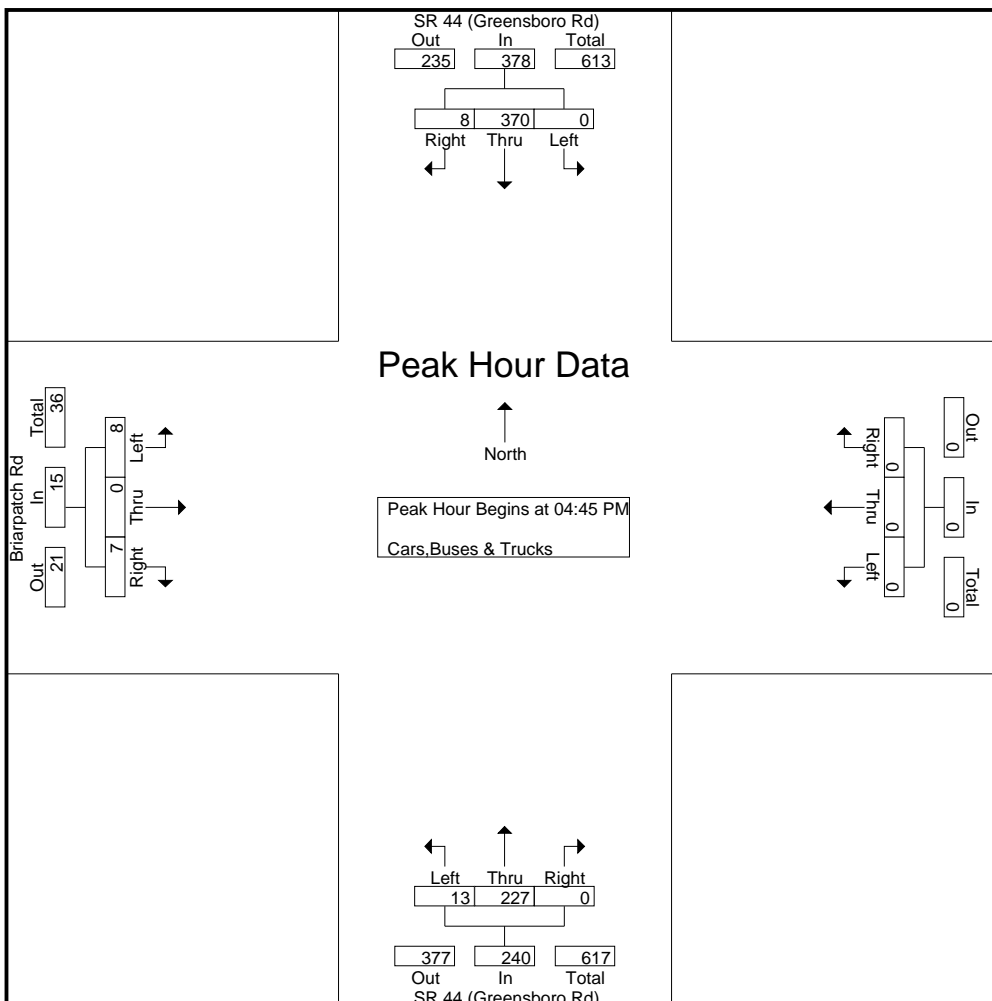 SR 44 (Greensboro Rd)
Out In Total
235 378 613
8 370 0
Right Thru Left
Peak Hour Data
North
Peak Hour Begins at 04:45 PM
Cars,Buses & Trucks
Briarpatch Rd
Out In Total
21 15 36
7 0 8
Right Thru Left
Out In Total
0 0 0
0 0 0
Right Thru Left
Left Thru Right
13 227 0
377 240 617
Out In Total
SR 44 (Greensboro Rd)